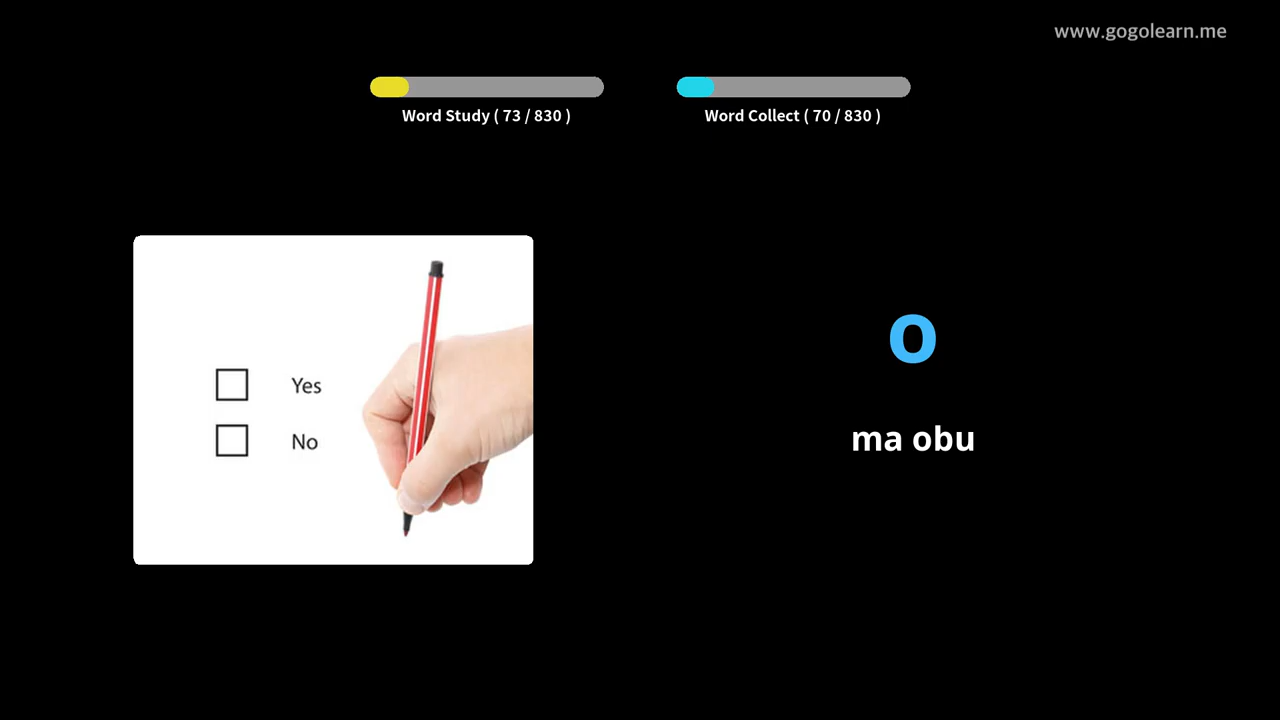 www.gogolearn.me
Word Study ( 73 / 830 )
Word Collect ( 70 / 830 )
Yes
No
o
ma obu